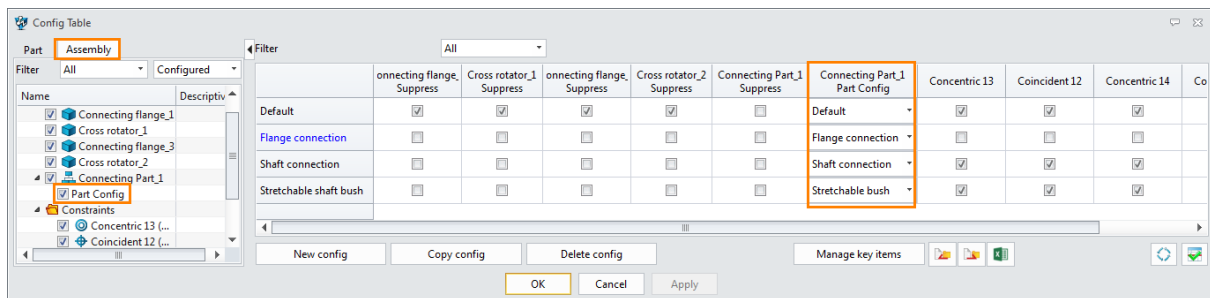 Config Table
Part Assembly
Filter All Configured
Name Descriptiv
Connecting flange_1
Cross rotator_1
Connecting flange_3
Cross rotator_2
Connecting Part_1
Part Config
Constraints
Concentric 13 (...
Coincident 12 (...
Filter All
onnecting flange_ Suppress Cross rotator_1 Suppress onnecting flange_ Suppress Cross rotator_2 Suppress Connecting Part_1 Suppress Connecting Part_1 Part Config Concentric 13 Coincident 12 Concentric 14 Co
Default Default
Flange connection Flange connection
Shaft connection Shaft connection
Stretchable shaft bush Stretchable bush
New config Copy config Delete config Manage key items
OK Cancel Apply